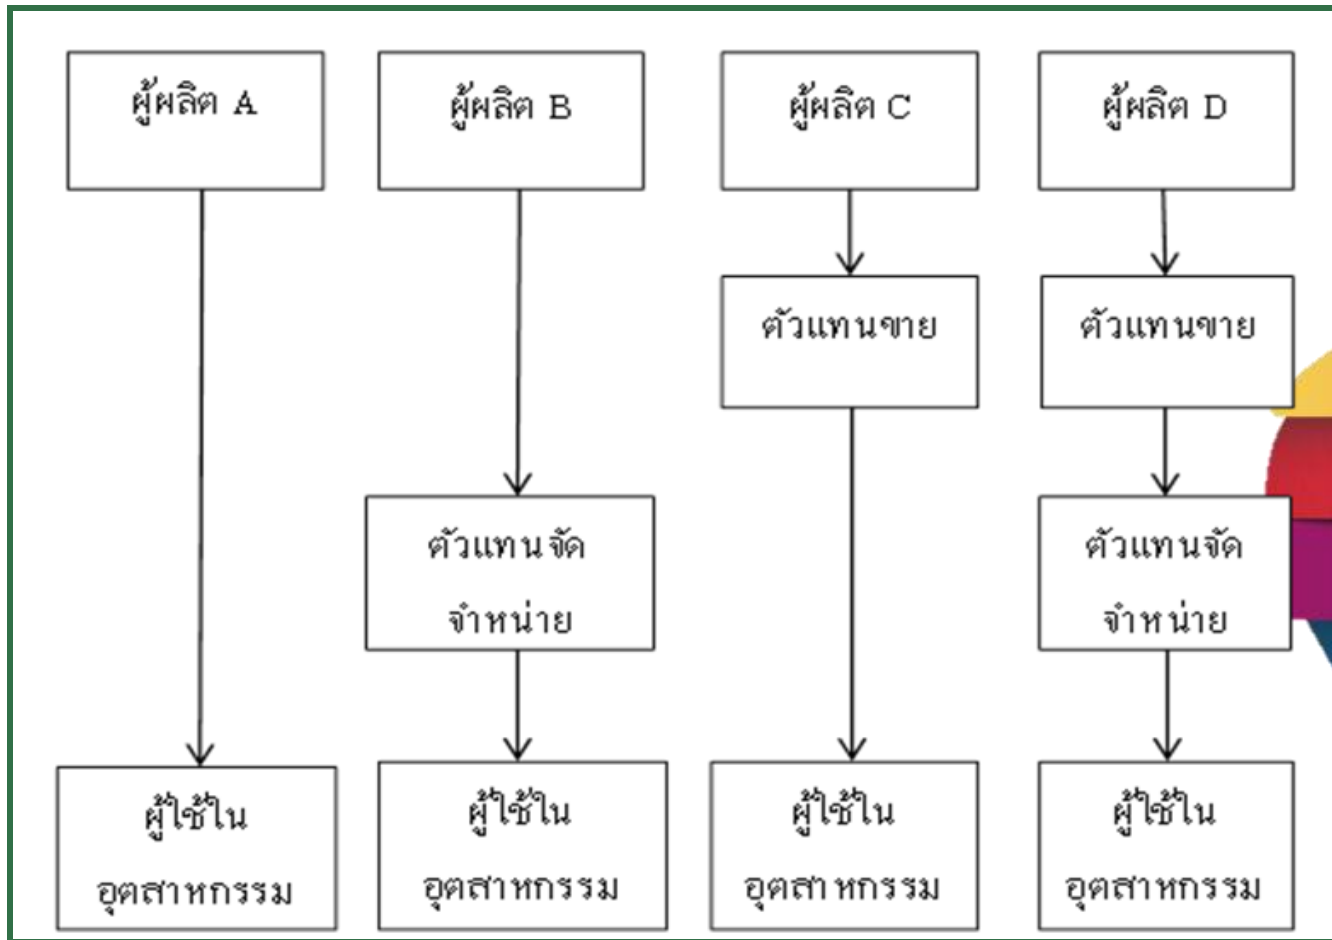 ผู้ผลิต A
ผู้ผลิต B
ผู้ผลิต C
ผู้ผลิต D
ตัวแทนขาย
ตัวแทนขาย
ตัวแทนจัด
จำหน่าย
ตัวแทนจัด
จำหน่าย
ผู้ใช้ใน
อุตสาหกรรม
ผู้ใช้ใน
อุตสาหกรรม
ผู้ใช้ใน
อุตสาหกรรม
ผู้ใช้ใน
อุตสาหกรรม